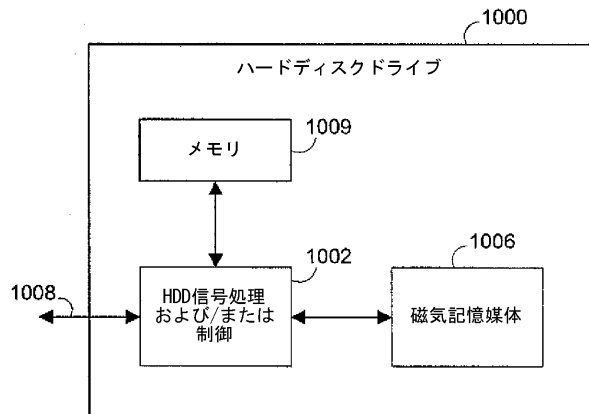 1000
ハードディスクドライブ
1009
メモリ
1002
1006
1008
HDD信号処理
および/または
制御
磁気記憶媒体